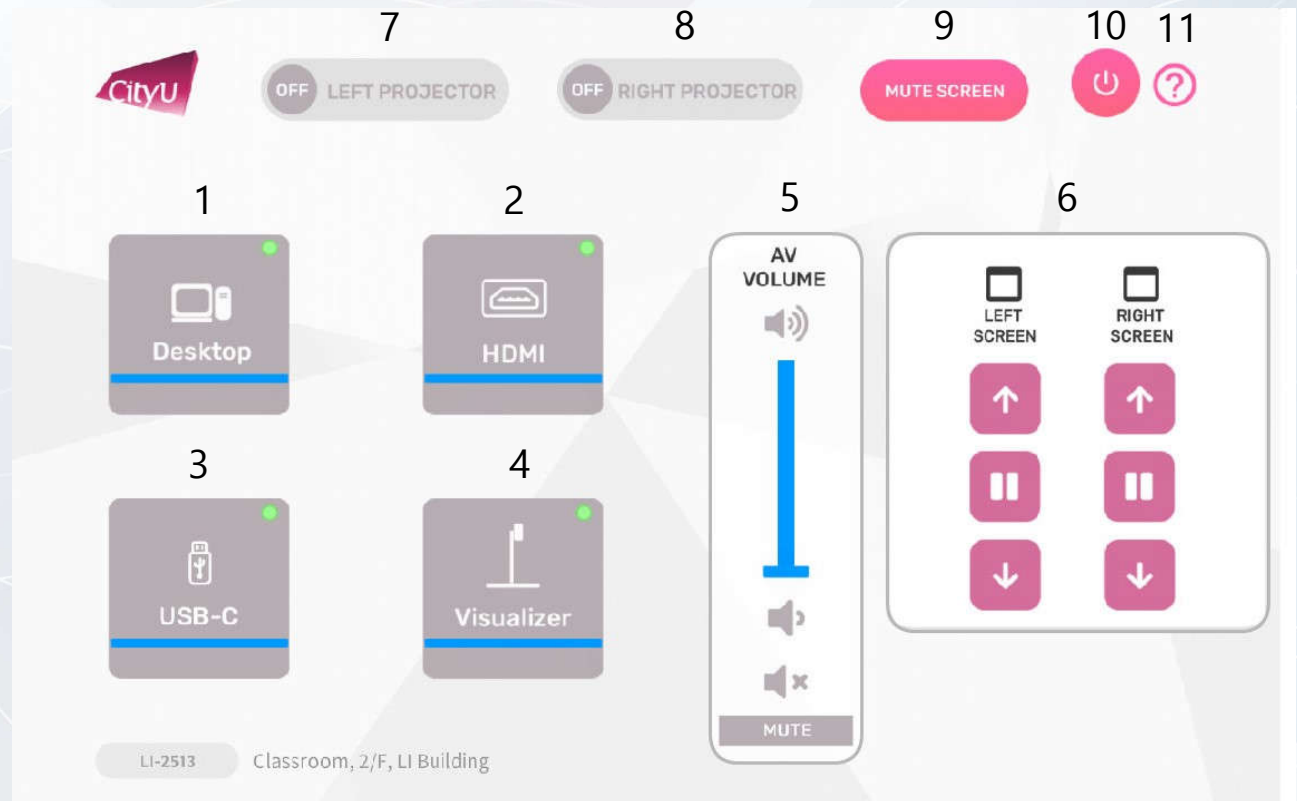 7
8
9
10
11
CityU
OFF LEFT PROJECTOR
OFF RIGHT PROJECTOR
MUTE SCREEN
?
1
2
5
6
Desktop
HDMI
AV
VOLUME
LEFT
SCREEN
RIGHT
SCREEN
3
4
USB-C
Visualizer
MUTE
LI-2513
Classroom, 2/F, LI Building